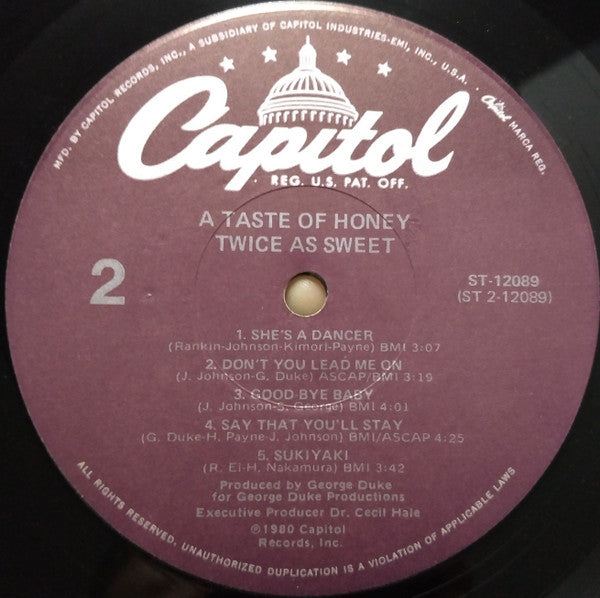 MFD. BY CAPITOL RECORDS, INC., A SUBSIDIARY OF CAPITOL INDUSTRIES-EMI, INC., U.S.A.
Capitol MARCA REG.
Capitol
REG. U.S. PAT. OFF.
A TASTE OF HONEY
TWICE AS SWEET
2
ST-12089
(ST 2-12089)
1. SHE'S A DANCER
(Rankin-Johnson-Kimori-Payne) BMI 3:07
2. DON'T YOU LEAD ME ON
(J. Johnson-G. Duke) ASCAP/BMI 3:19
3. GOOD BYE BABY
(J. Johnson-S. George) BMI 4:01
4. SAY THAT YOU'LL STAY
(G. Duke-H. Payne-J. Johnson) BMI/ASCAP 4:25
5. SUKIYAKI
(R. Ei-H. Nakamura) BMI 3:42
Produced by George Duke
for George Duke Productions
Executive Producer Dr. Cecil Hale
℗1980 Capitol
Records, Inc.
ALL RIGHTS RESERVED. UNAUTHORIZED DUPLICATION IS A VIOLATION OF APPLICABLE LAWS